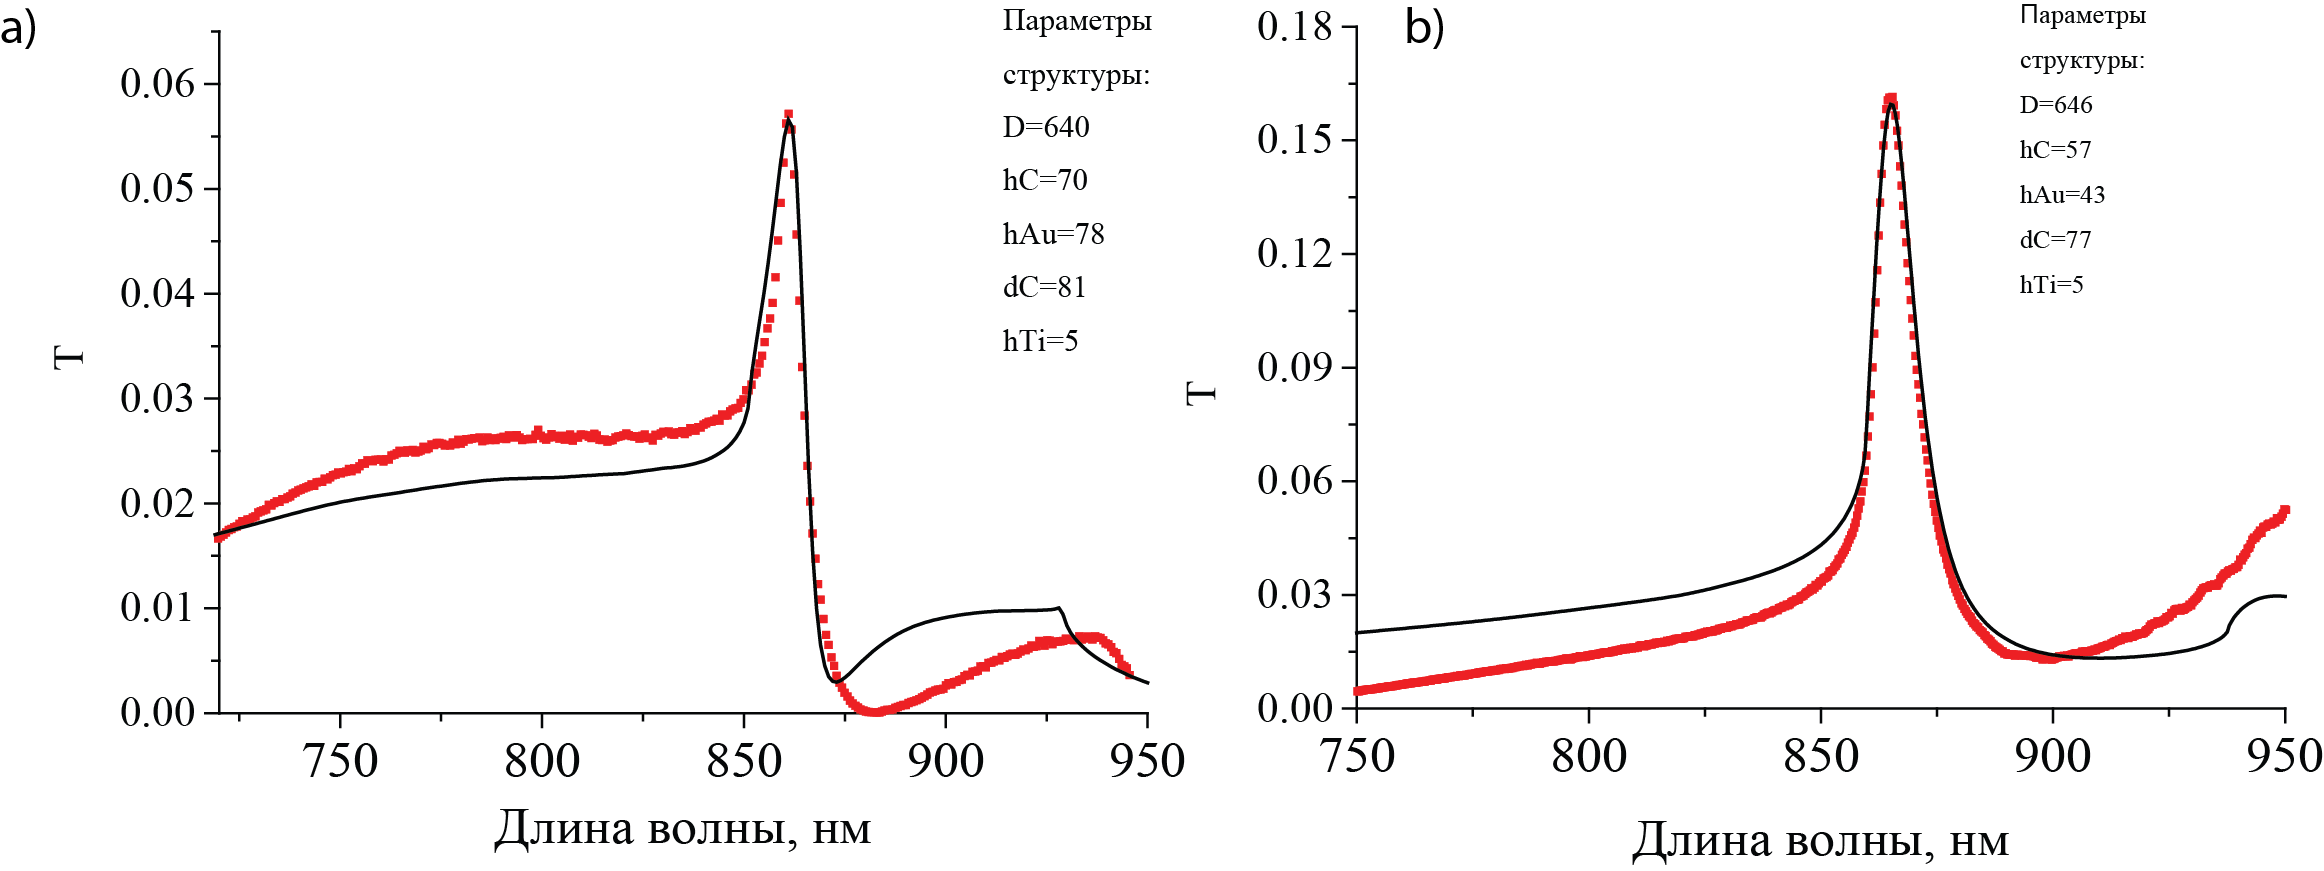 a)
Параметры
структуры:
D=640
hC=70
hAu=78
dC=81
hTi=5
0.06
0.05
0.04
0.03
0.02
0.01
0.00
T
750
800
850
900
950
Длина волны, нм
b)
Параметры
структуры:
D=646
hC=57
hAu=43
dC=77
hTi=5
0.18
0.15
0.12
0.09
0.06
0.03
0.00
T
750
800
850
900
950
Длина волны, нм